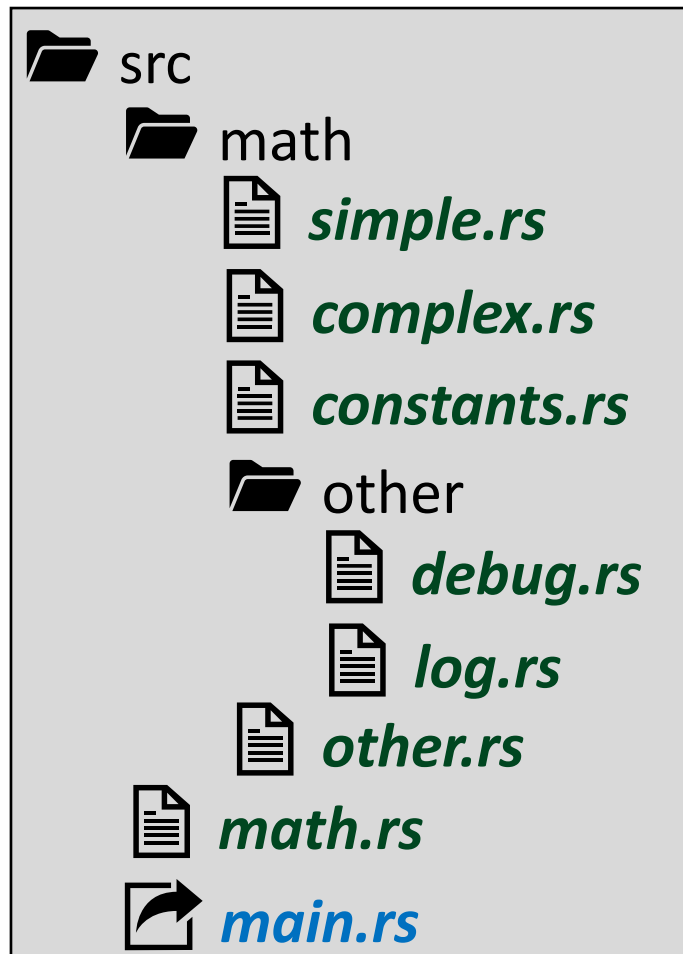 src
math
simple.rs
complex.rs
constants.rs
other
debug.rs
log.rs
other.rs
math.rs
main.rs